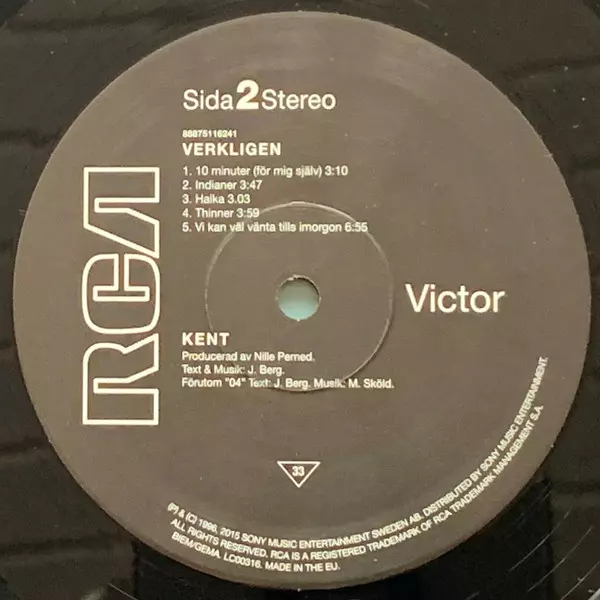 Sida 2 Stereo
88875116241
VERKLIGEN
1. 10 minuter (för mig själv) 3:10
2. Indianer 3:47
3. Halka 3.03
4. Thinner 3:59
5. Vi kan väl vänta tills imorgon 6:55
RCA
Victor
KENT
Producerad av Nille Perned.
Text & Musik: J. Berg.
Förutom "04" Text: J. Berg. Musik: M. Sköld.
33
(P) & (C) 1996, 2015 SONY MUSIC ENTERTAINMENT SWEDEN AB. DISTRIBUTED BY SONY MUSIC ENTERTAINMENT.
ALL RIGHTS RESERVED. RCA IS A REGISTERED TRADEMARK OF RCA TRADEMARK MANAGEMENT S.A.
BIEM/GEMA. LC00316. MADE IN THE EU.